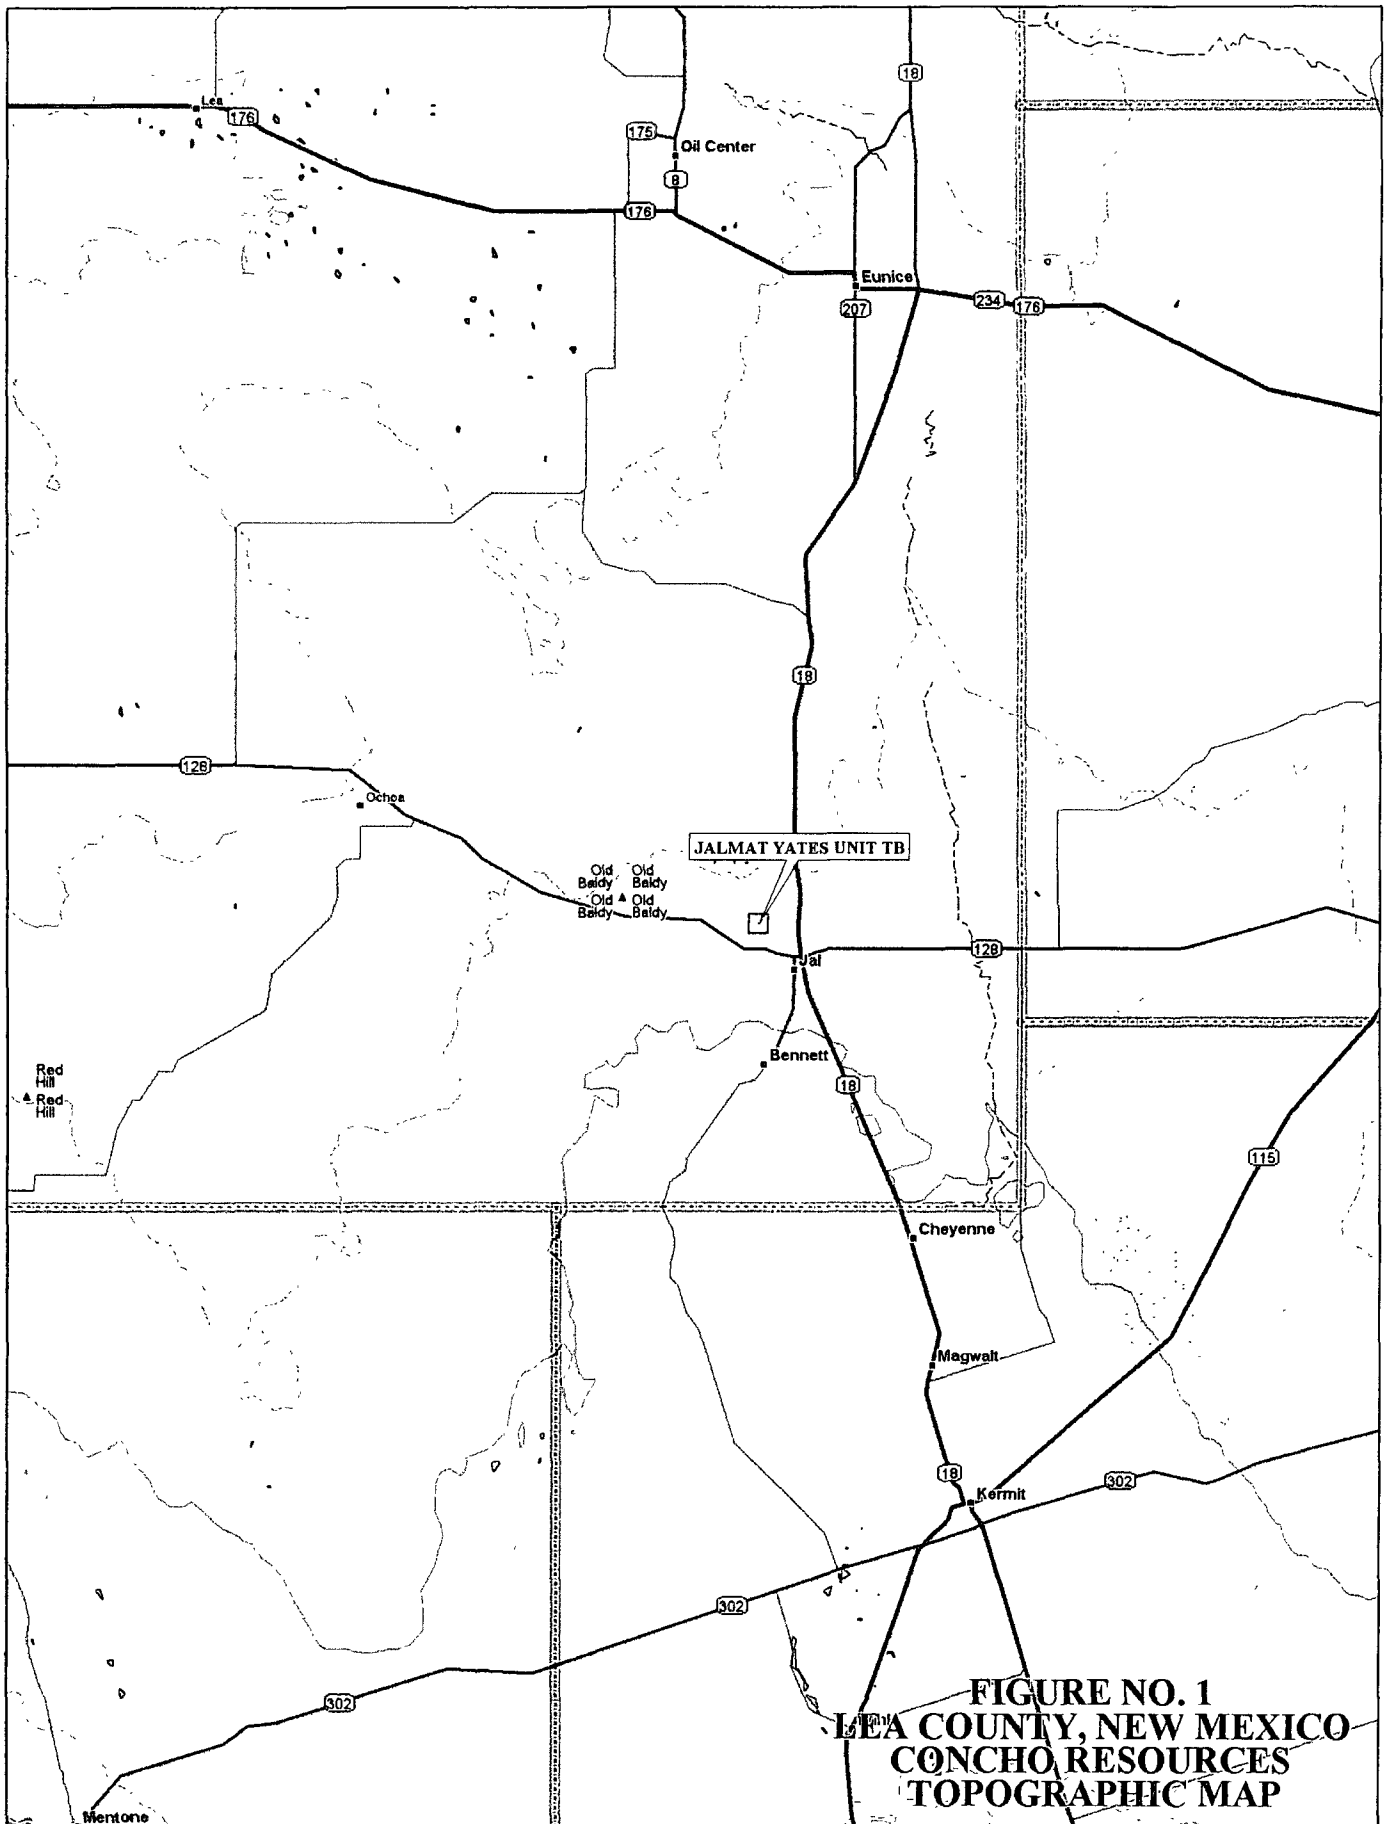 18
Lea
176
175
Oil Center
8
176
Eunice
234
176
207
18
128
Ochoa
JALMAT YATES UNIT TB
Old Baldy
Old Baldy
Old Baldy
Old Baldy
128
Jal
Bennett
Red Hill
Red Hill
18
115
Cheyenne
Magwalt
18
302
Kermit
302
302
FIGURE NO. 1
LEA COUNTY, NEW MEXICO
CONCHO RESOURCES
TOPOGRAPHIC MAP
Mentone